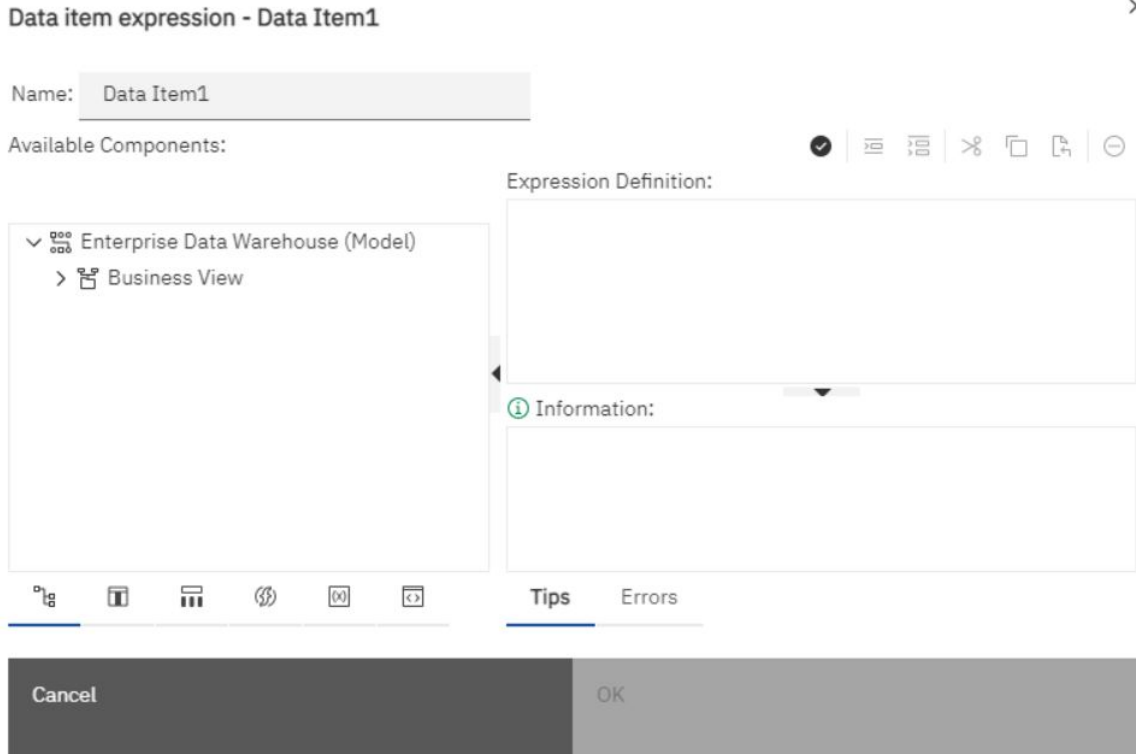 Data item expression - Data Item1
Name: Data Item1
Available Components:
Expression Definition:
Enterprise Data Warehouse (Model)
Business View
Information:
Tips Errors
Cancel OK